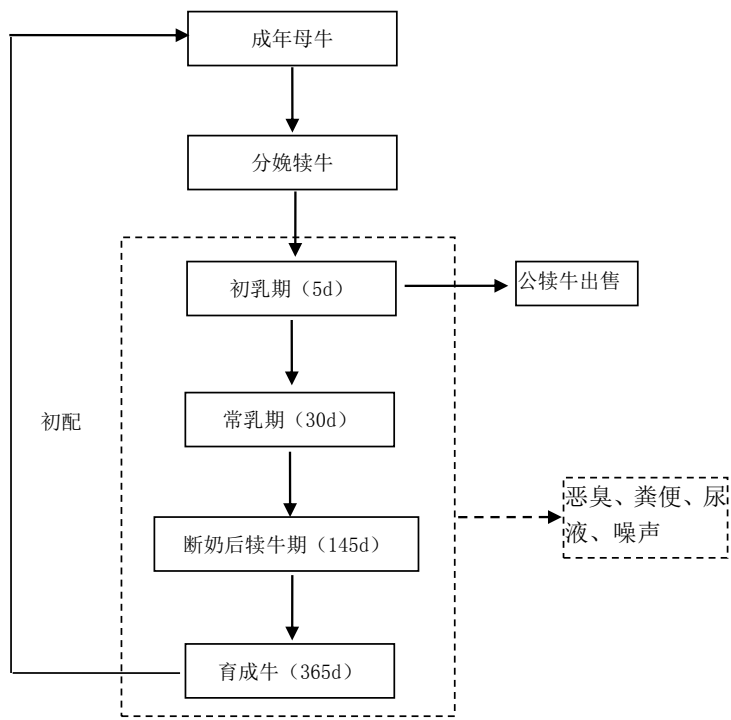 成年母牛
分娩犊牛
初乳期（5d）
公犊牛出售
常乳期（30d）
初配
恶臭、粪便、尿
液、噪声
断奶后犊牛期（145d）
育成牛（365d）